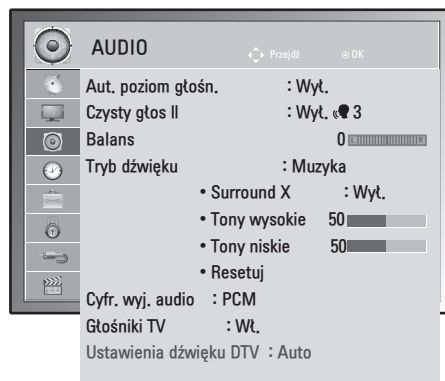 AUDIO
Przejdź OK
Aut. poziom głośn. : Wył.
Czysty głos II : Wył. 3
Balans 0 L R
Tryb dźwięku : Muzyka
• Surround X : Wył.
• Tony wysokie 50
• Tony niskie 50
• Resetuj
Cyfr. wyj. audio : PCM
Głośniki TV : Wł.
Ustawienia dźwięku DTV : Auto